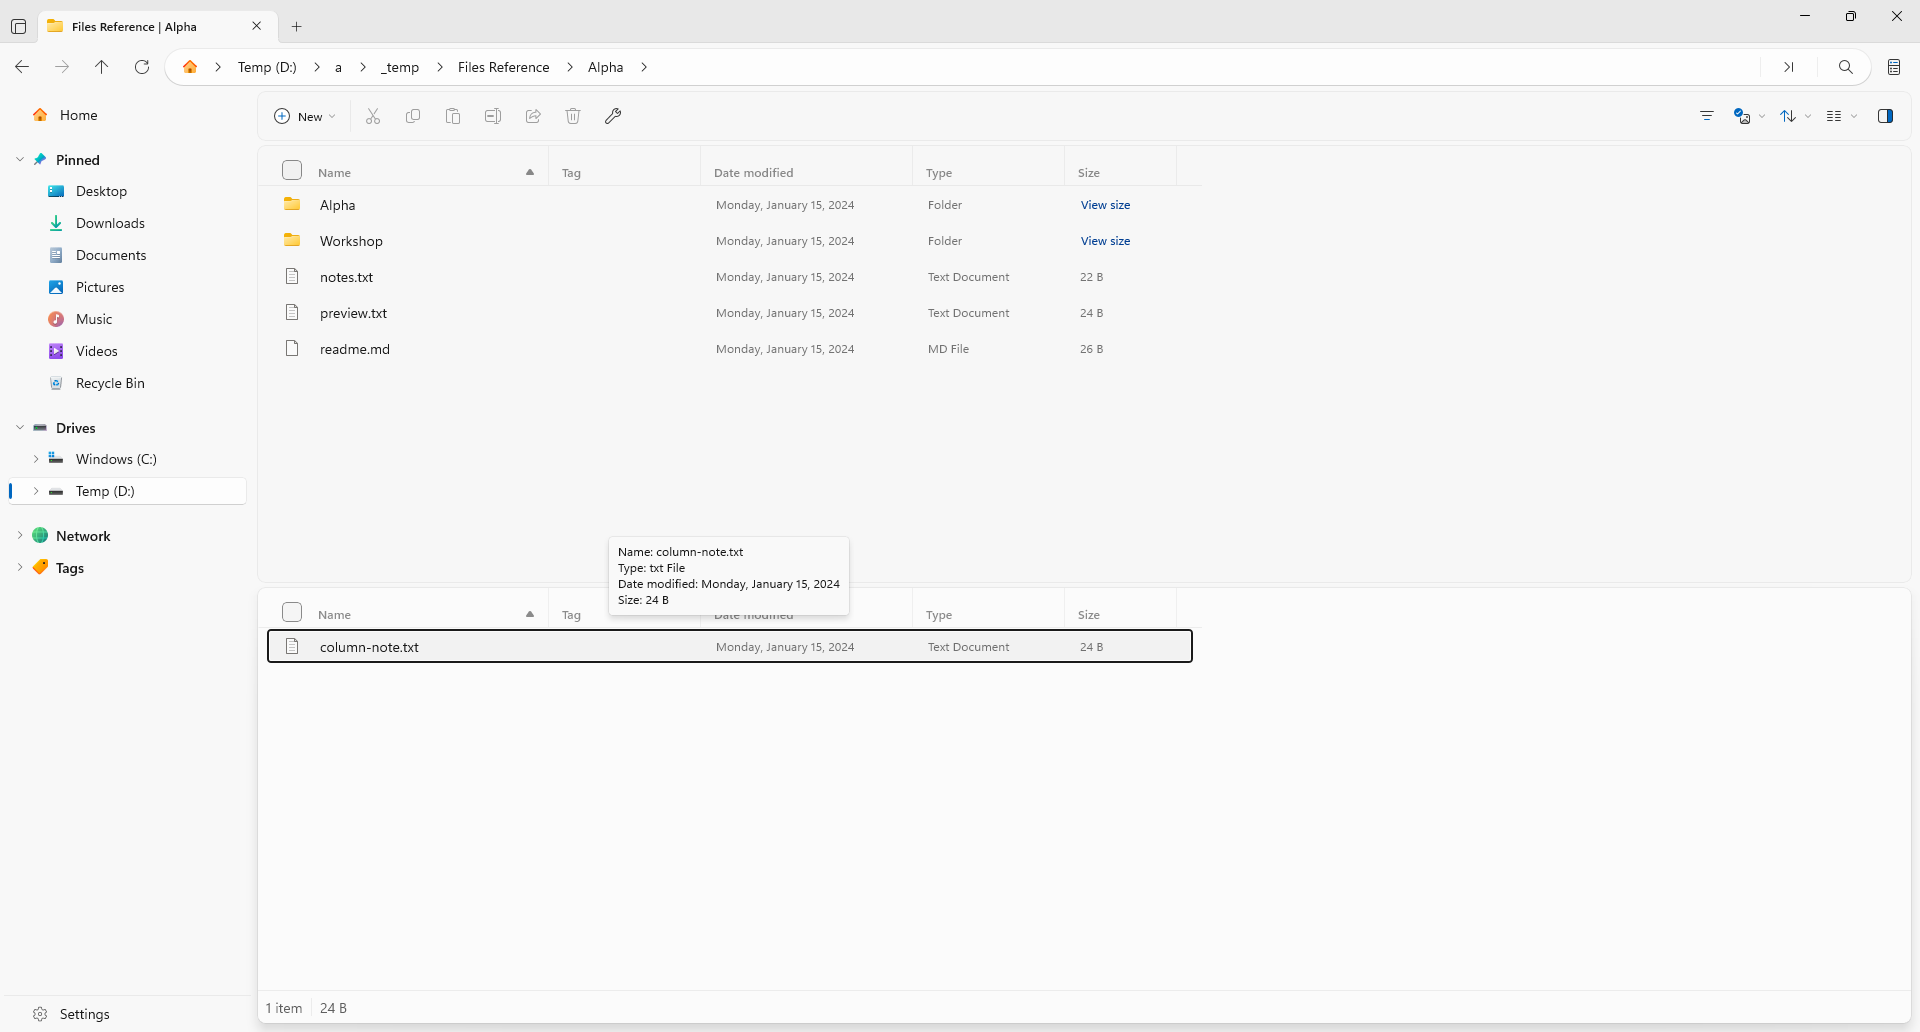 Files Reference | Alpha
Temp (D:) a _temp Files Reference Alpha
Home
Pinned
Desktop
Downloads
Documents
Pictures
Music
Videos
Recycle Bin
Drives
Windows (C:)
Temp (D:)
Network
Tags
Settings
New
Name Tag Date modified Type Size
Alpha Monday, January 15, 2024 Folder View size
Workshop Monday, January 15, 2024 Folder View size
notes.txt Monday, January 15, 2024 Text Document 22 B
preview.txt Monday, January 15, 2024 Text Document 24 B
readme.md Monday, January 15, 2024 MD File 26 B
Name: column-note.txt
Type: txt File
Date modified: Monday, January 15, 2024
Size: 24 B
Name Tag Date modified Type Size
column-note.txt Monday, January 15, 2024 Text Document 24 B
1 item 24 B